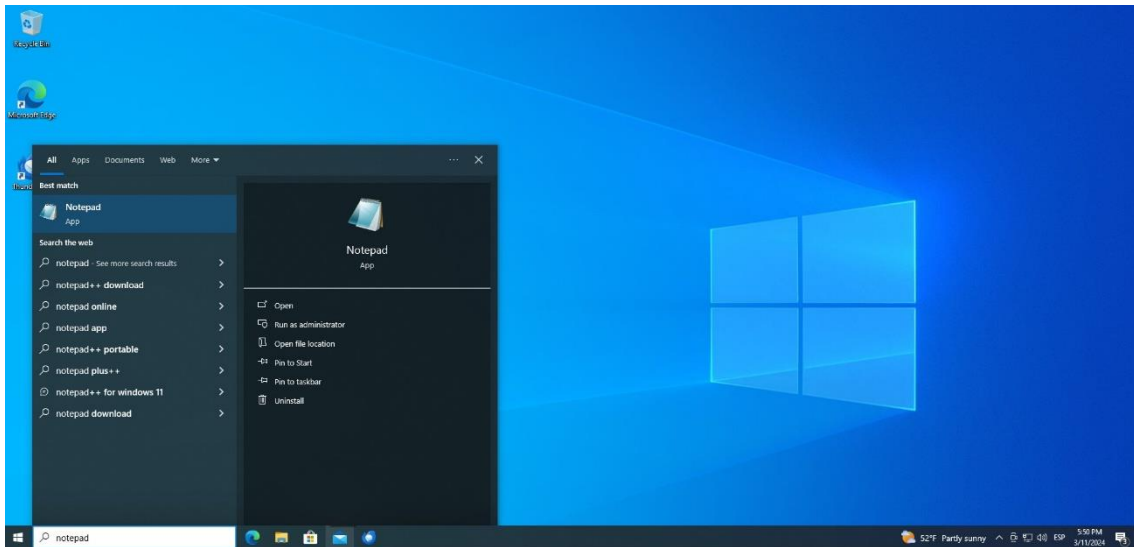 Recycle Bin
Microsoft Edge
All Apps Documents Web More
Best match
Notepad
App
Search the web
notepad - See more search results
notepad++ download
notepad online
notepad app
notepad++ portable
notepad plus++
notepad++ for windows 11
notepad download
Notepad
App
Open
Run as administrator
Open file location
Pin to Start
Pin to taskbar
Uninstall
notepad
52°F Partly sunny
ESP
5:50 PM
3/11/2024